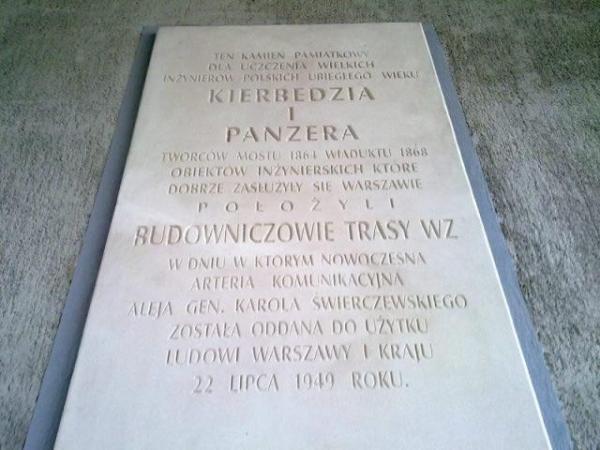 TEN KAMIEŃ PAMIĄTKOWY
DLA UCZCZENIA WIELKICH
INŻYNIERÓW POLSKICH UBIEGŁEGO WIEKU
KIERBEDZIA
I
PANZERA
TWÓRCÓW MOSTU 1864 WIADUKTU 1868
OBIEKTÓW INŻYNIERSKICH KTÓRE
DOBRZE ZASŁUŻYŁY SIĘ WARSZAWIE
POŁOŻYLI
BUDOWNICZOWIE TRASY WZ
W DNIU W KTÓRYM NOWOCZESNA
ARTERIA KOMUNIKACYJNA
ALEJA GEN. KAROLA ŚWIERCZEWSKIEGO
ZOSTAŁA ODDANA DO UŻYTKU
LUDOWI WARSZAWY I KRAJU
22 LIPCA 1949 ROKU.